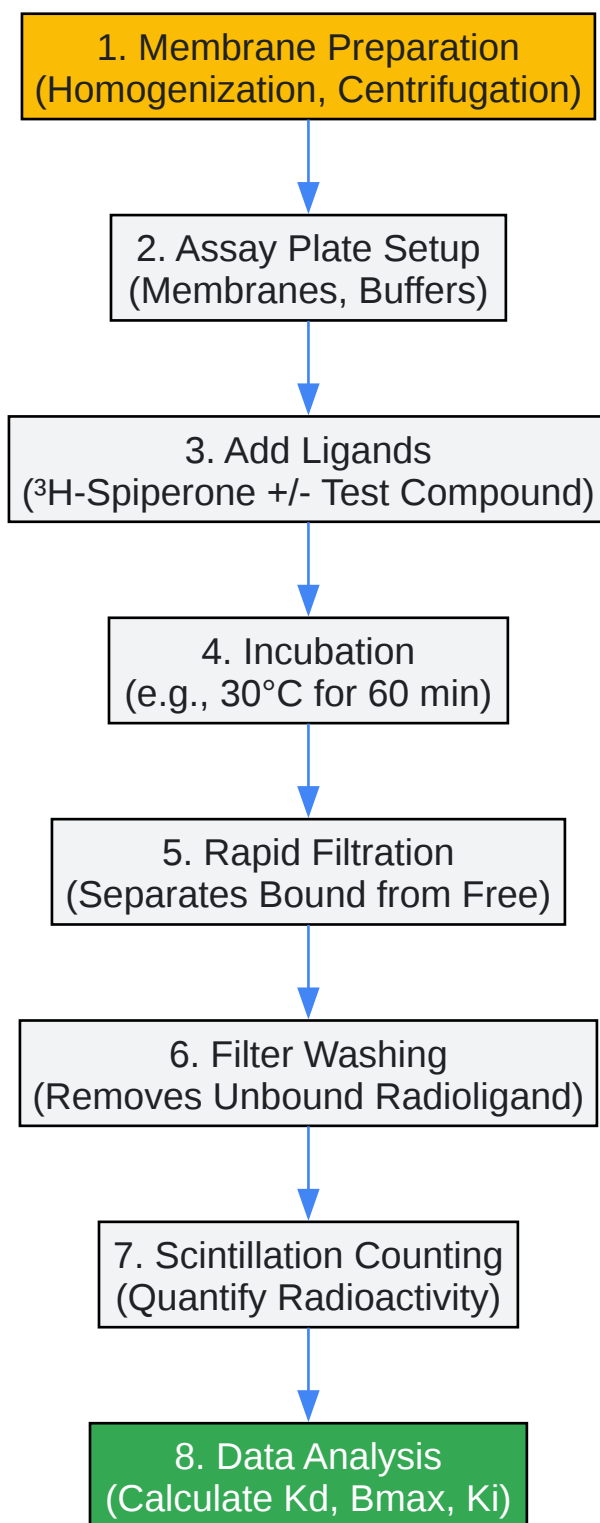 1. Membrane Preparation
(Homogenization, Centrifugation)
2. Assay Plate Setup
(Membranes, Buffers)
3. Add Ligands
(³H-Spiperone +/- Test Compound)
4. Incubation
(e.g., 30°C for 60 min)
5. Rapid Filtration
(Separates Bound from Free)
6. Filter Washing
(Removes Unbound Radioligand)
7. Scintillation Counting
(Quantify Radioactivity)
8. Data Analysis
(Calculate Kd, Bmax, Ki)